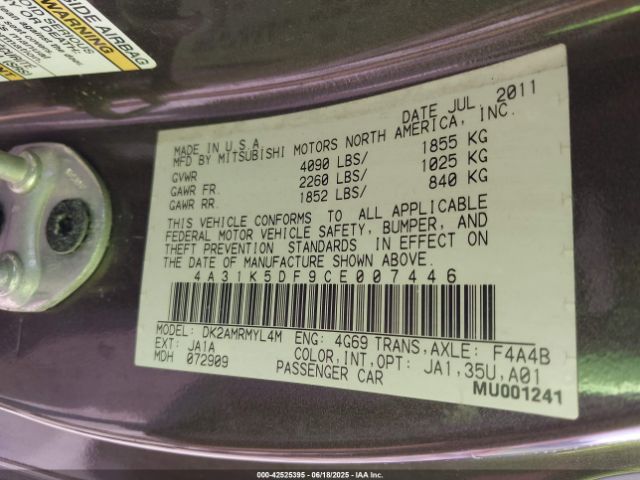 SIDE AIRBAG
WARNING
DATE JUL 2011
MADE IN U.S.A.
MFD BY MITSUBISHI MOTORS NORTH AMERICA, INC.
GVWR 4090 LBS/ 1855 KG
GAWR FR. 2260 LBS/ 1025 KG
GAWR RR. 1852 LBS/ 840 KG
THIS VEHICLE CONFORMS TO ALL APPLICABLE
FEDERAL MOTOR VEHICLE SAFETY, BUMPER, AND
THEFT PREVENTION STANDARDS IN EFFECT ON
THE DATE OF MANUFACTURE SHOWN ABOVE.
4A31K5DF9CE007446
MODEL: DK2AMRMYL4M ENG: 4G69 TRANS,AXLE: F4A4B
EXT: JA1A COLOR,INT,OPT: JA1,35U,A01
MDH 072909 PASSENGER CAR
MU001241
000-42525395 - 06/18/2025 - IAA Inc.